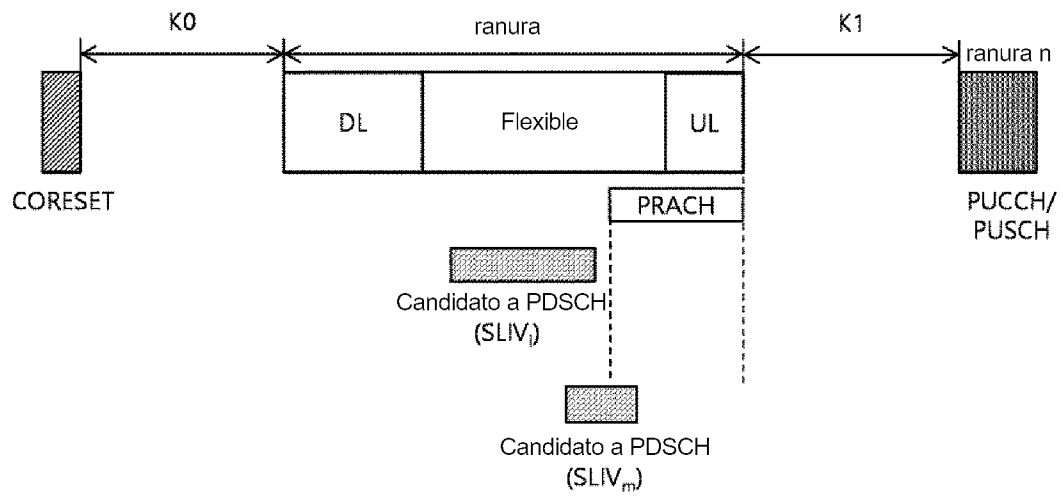 K0
ranura
K1
ranura n
DL
Flexible
UL
CORESET
PRACH
PUCCH/
PUSCH
Candidato a PDSCH
(SLIVⱼ)
Candidato a PDSCH
(SLIVₘ)